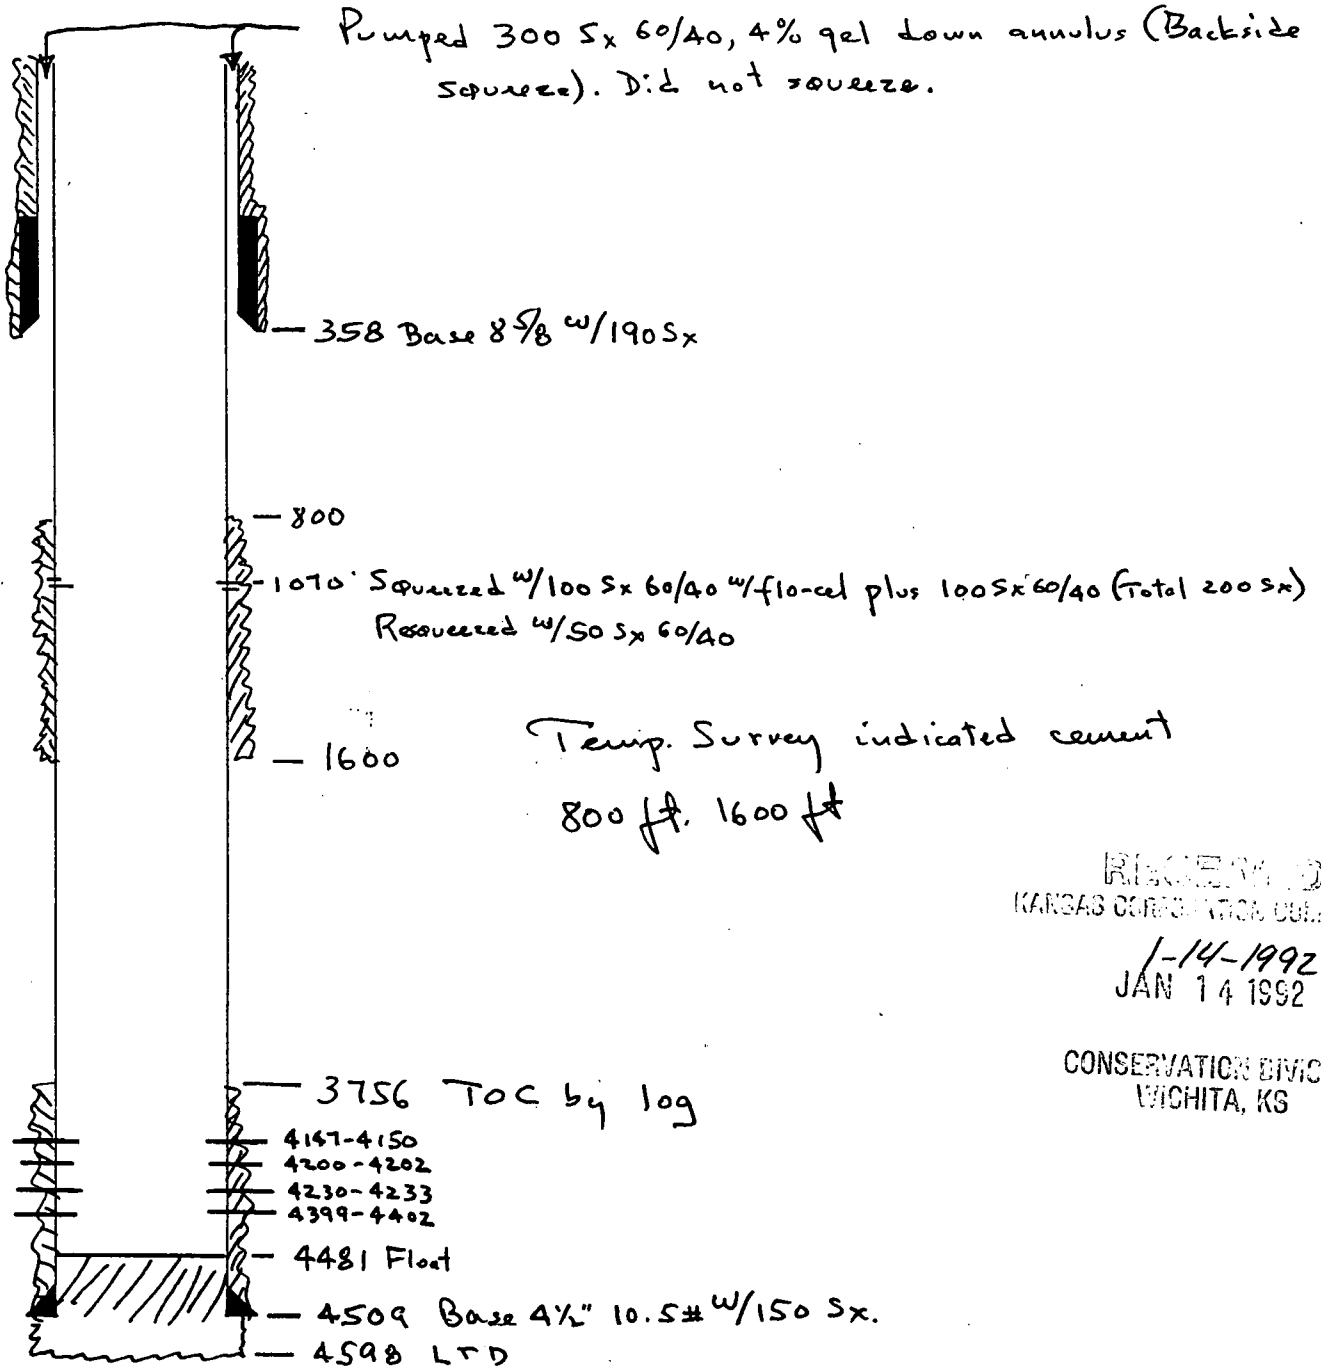 Pumped 300 Sx 60/40, 4% gel down annulus (Backside
squeeze). Did not squeeze.
358 Base 8 5/8 w/190 Sx
800
1070' Squeezed w/100 Sx 60/40 w/flo-cel plus 100 Sx 60/40 (Total 200 Sx)
Resqueezed w/50 Sx 60/40
1600
Temp. Survey indicated cement
800 ft. 1600 ft
1-14-1992
JAN 14 1992
CONSERVATION
WICHITA, KS
KANSAS
3756 TOC by log
4147-4150
4200-4202
4230-4233
4399-4402
4481 Float
4509 Base 4½" 10.5# w/150 Sx.
4598 LTD